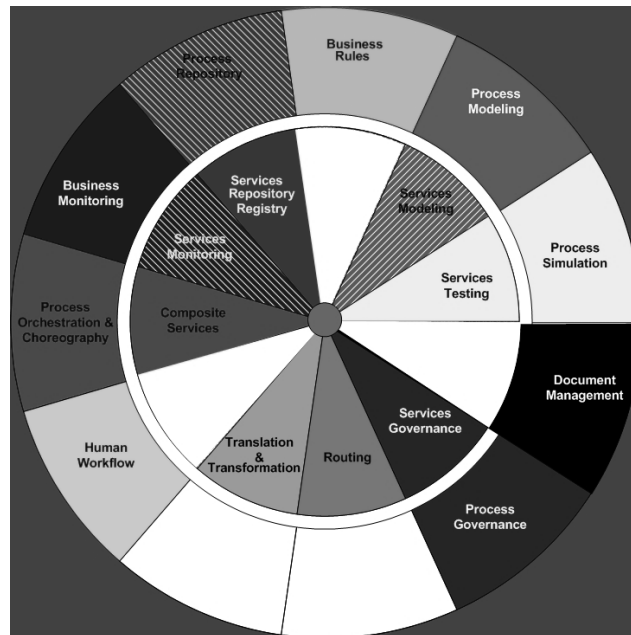 Business
Rules
Process
Repository
Process
Modeling
Business
Monitoring
Services
Repository
Registry
Services
Modeling
Services
Monitoring
Services
Testing
Process
Simulation
Process
Orchestration &
Choreography
Composite
Services
Document
Management
Services
Governance
Human
Workflow
Translation
&
Transformation
Routing
Process
Governance